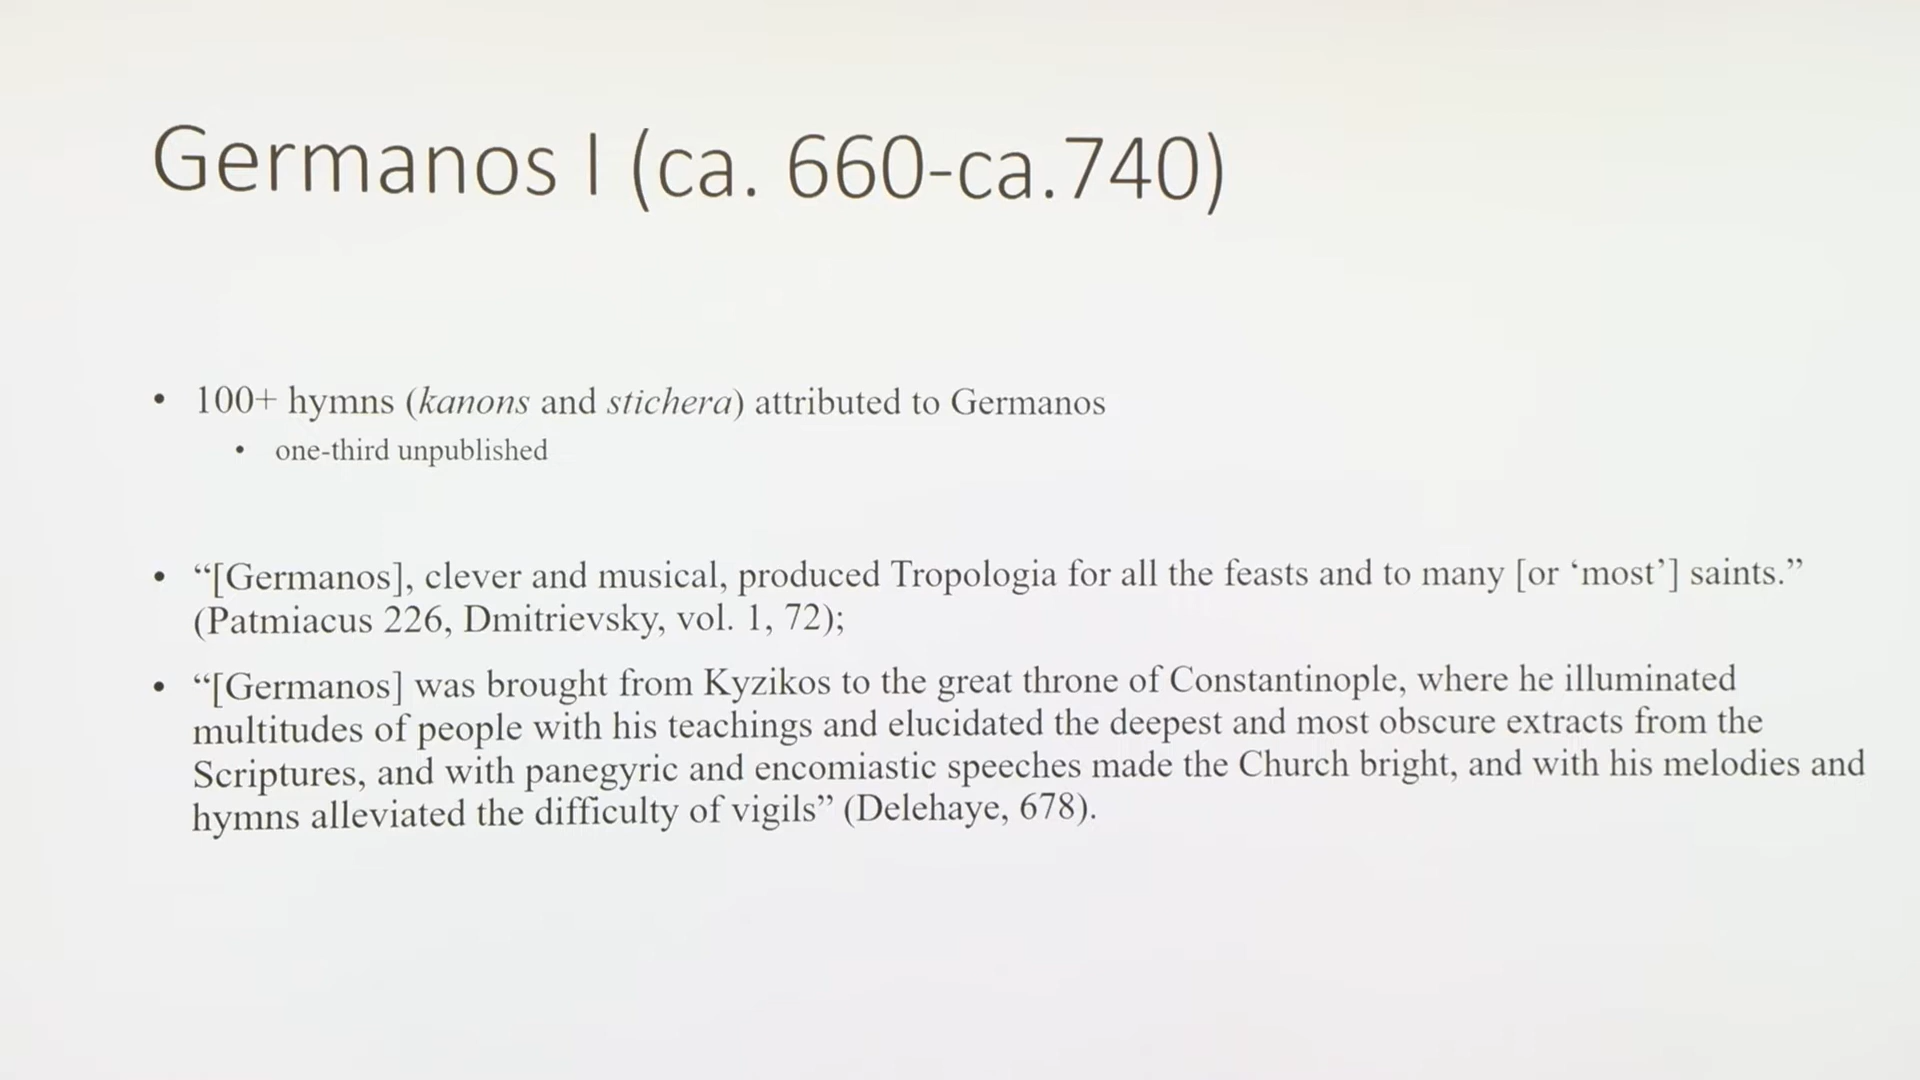 Germanos I (ca. 660-ca.740)
• 100+ hymns (kanons and stichera) attributed to Germanos
• one-third unpublished
• “[Germanos], clever and musical, produced Tropologia for all the feasts and to many [or ‘most’] saints.”
(Patmiacus 226, Dmitrievsky, vol. 1, 72);
• “[Germanos] was brought from Kyzikos to the great throne of Constantinople, where he illuminated
multitudes of people with his teachings and elucidated the deepest and most obscure extracts from the
Scriptures, and with panegyric and encomiastic speeches made the Church bright, and with his melodies and
hymns alleviated the difficulty of vigils” (Delehaye, 678).